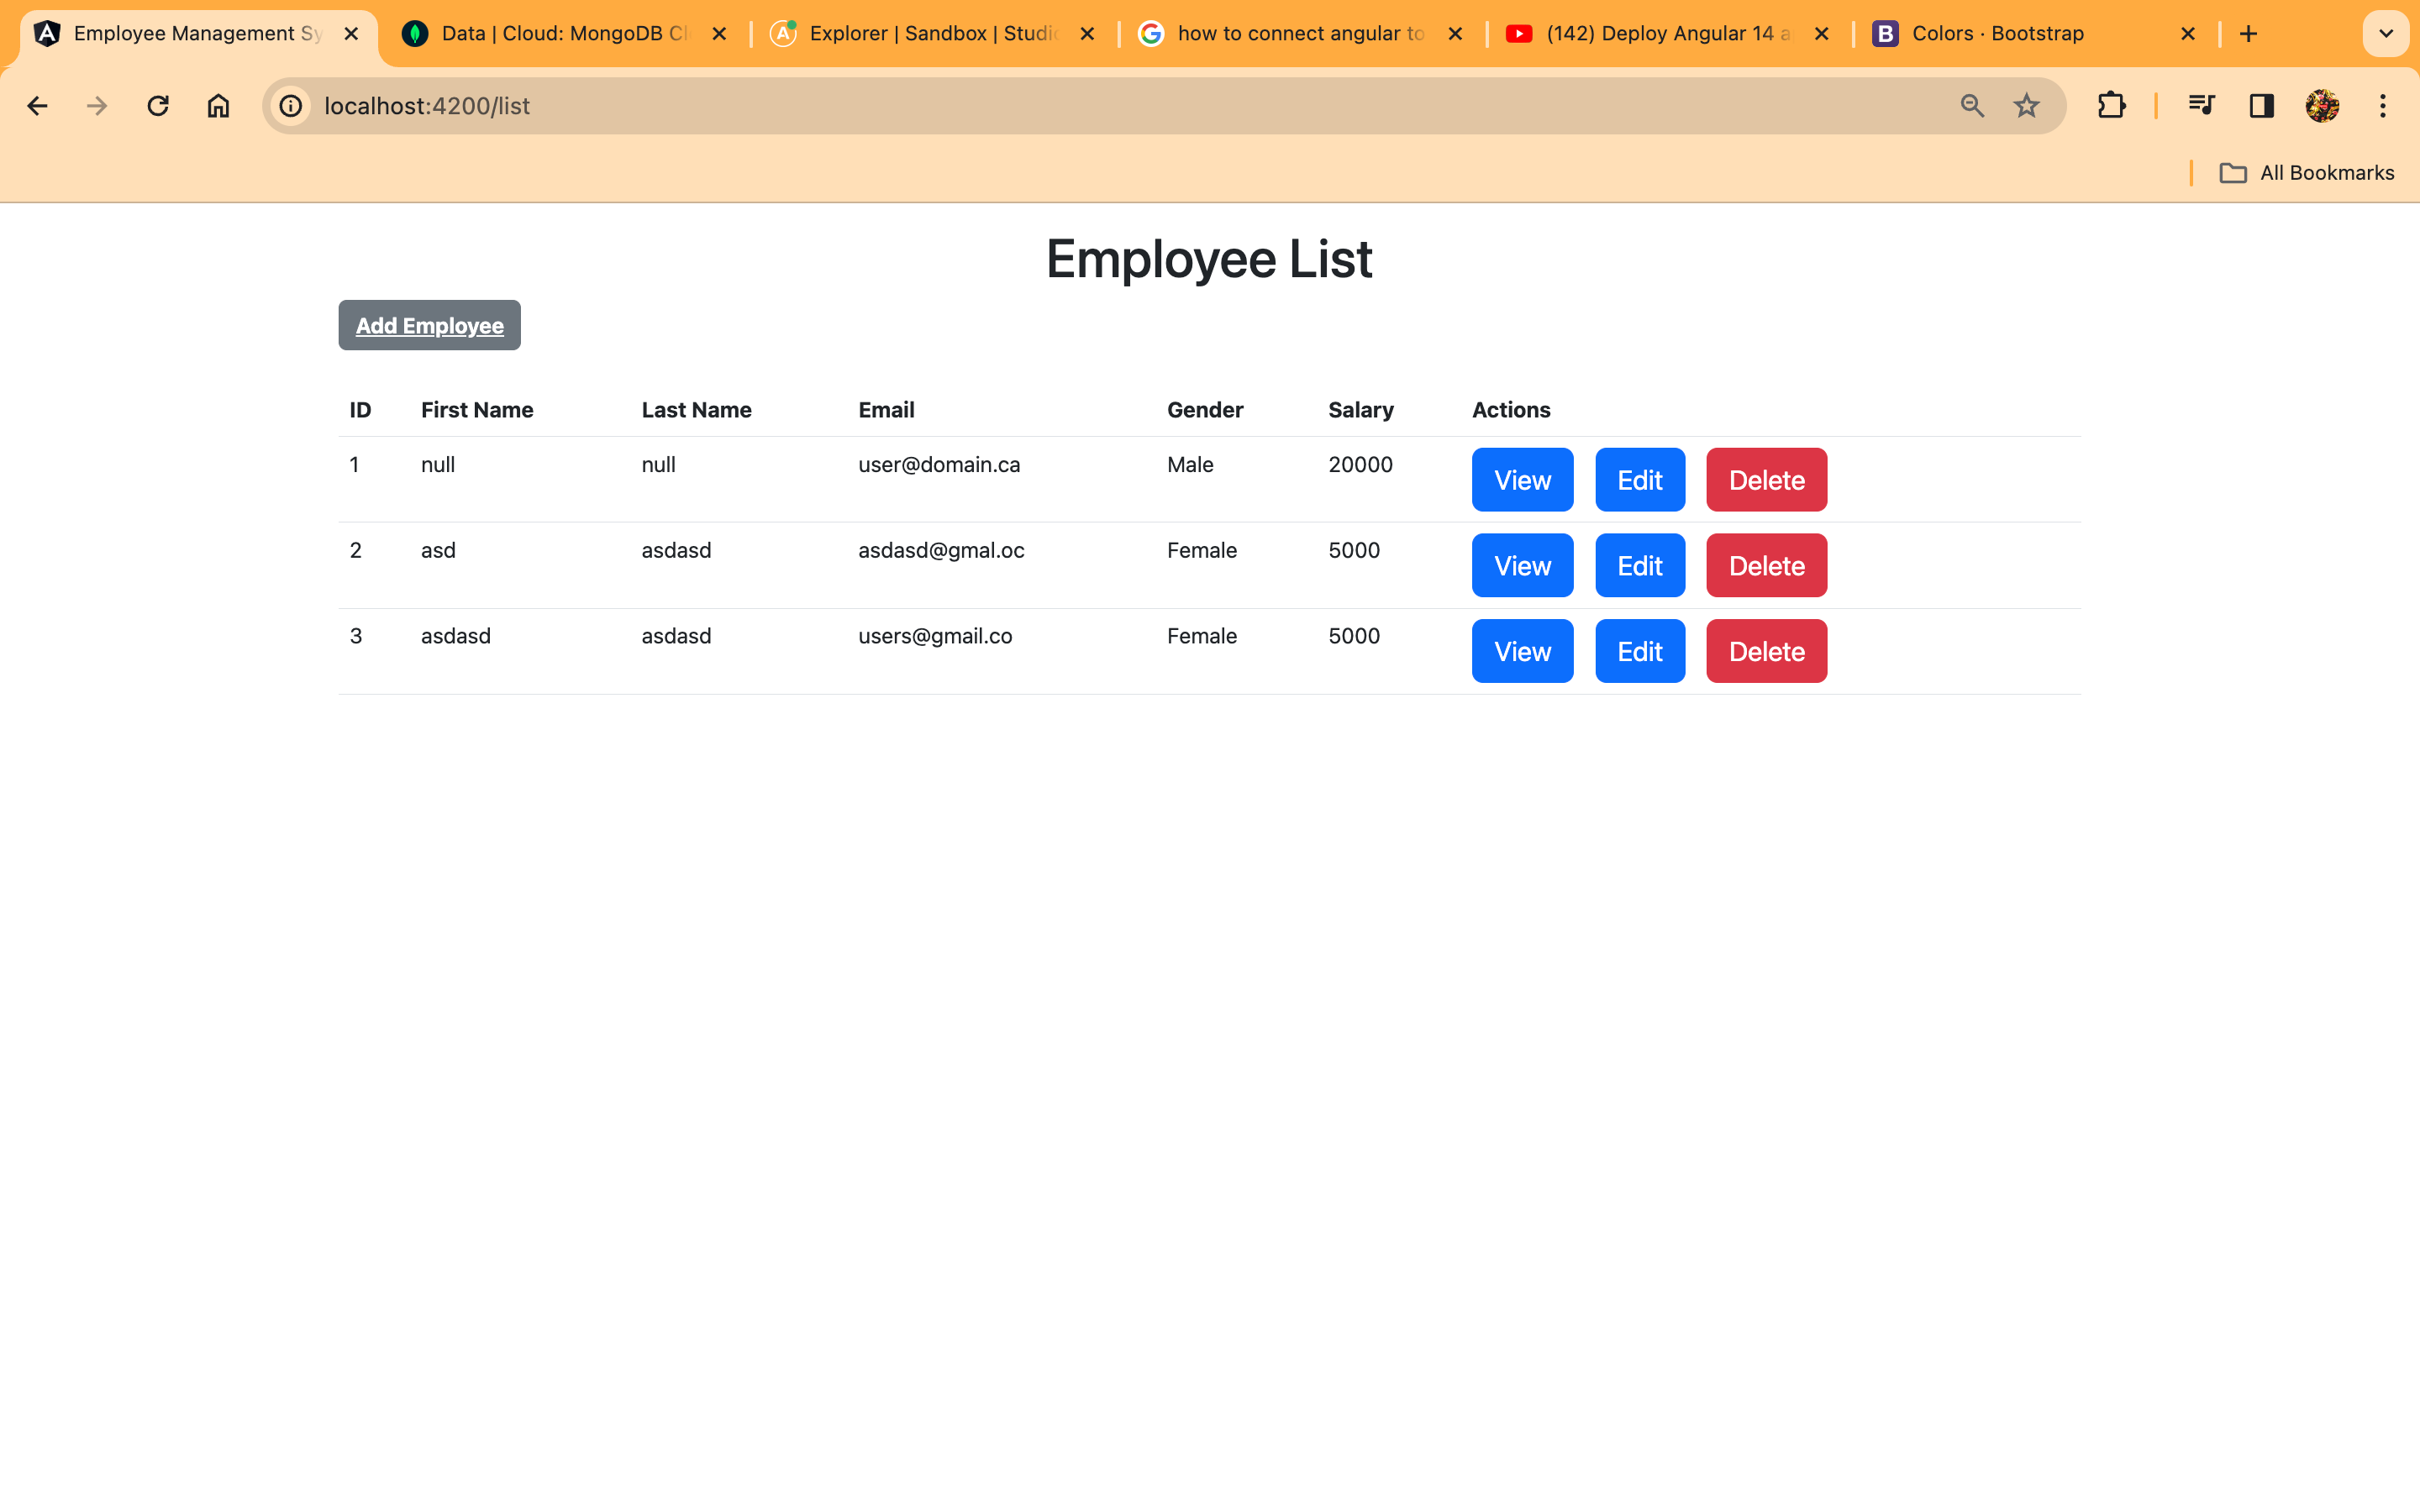 Employee Management Sy
Data | Cloud: MongoDB Cl
Explorer | Sandbox | Studio
how to connect angular to
(142) Deploy Angular 14 a
Colors · Bootstrap
localhost:4200/list
All Bookmarks
Employee List
Add Employee
ID First Name Last Name Email Gender Salary Actions
1 null null user@domain.ca Male 20000 View Edit Delete
2 asd asdasd asdasd@gmal.oc Female 5000 View Edit Delete
3 asdasd asdasd users@gmail.co Female 5000 View Edit Delete